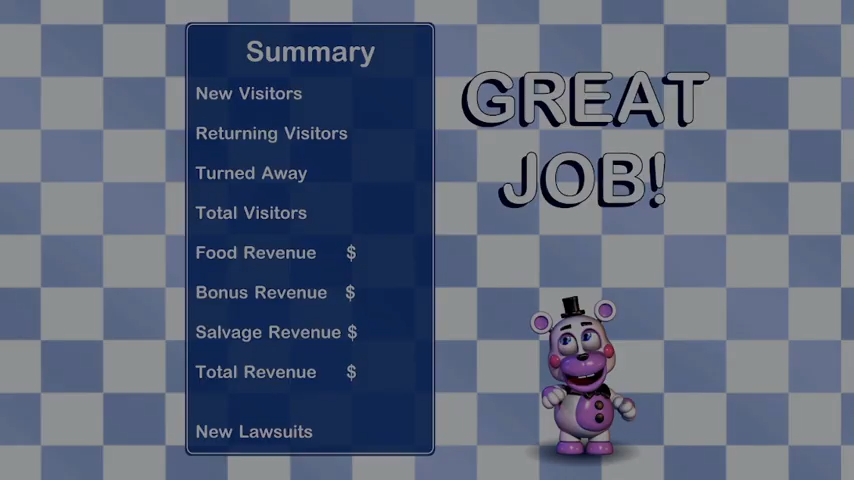 Summary
New Visitors
Returning Visitors
Turned Away
Total Visitors
Food Revenue $
Bonus Revenue $
Salvage Revenue $
Total Revenue $
New Lawsuits
GREAT
JOB!